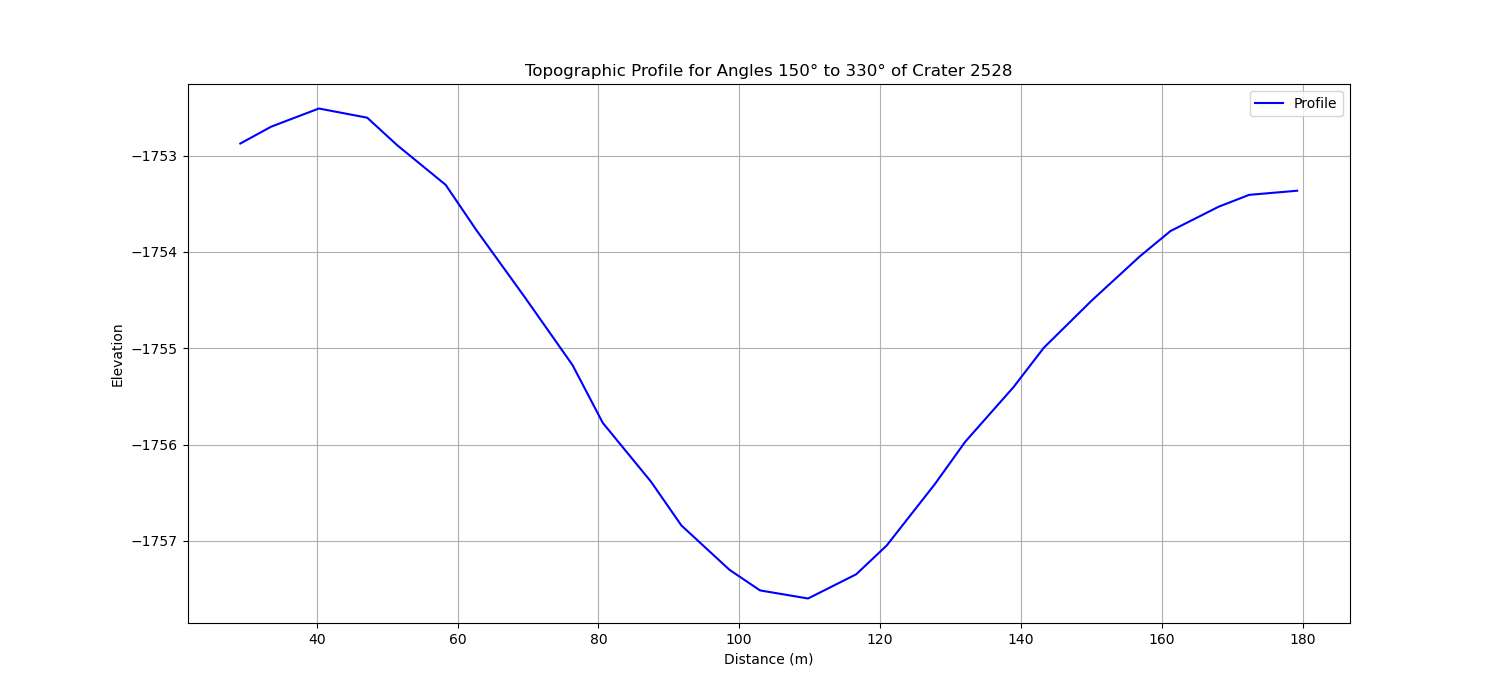 Topographic Profile for Angles 150° to 330° of Crater 2528
Profile
−1753
−1754
−1755
−1756
−1757
Elevation
40 60 80 100 120 140 160 180
Distance (m)